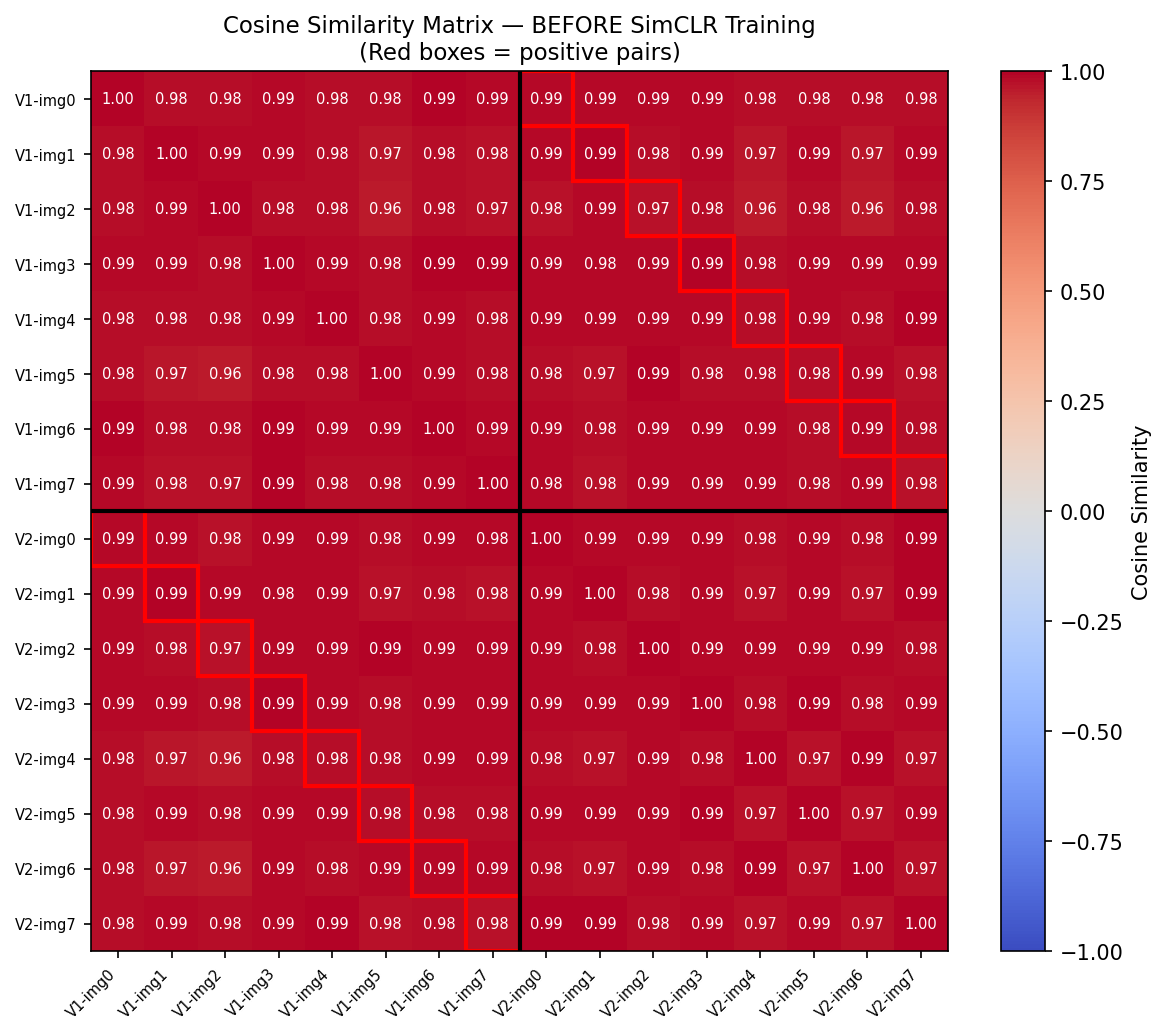 Cosine Similarity Matrix — BEFORE SimCLR Training
(Red boxes = positive pairs)
V1-img0 1.00 0.98 0.98 0.99 0.98 0.98 0.99 0.99 0.99 0.99 0.99 0.99 0.98 0.98 0.98 0.98
V1-img1 0.98 1.00 0.99 0.99 0.98 0.97 0.98 0.98 0.99 0.99 0.98 0.99 0.97 0.99 0.97 0.99
V1-img2 0.98 0.99 1.00 0.98 0.98 0.96 0.98 0.97 0.98 0.99 0.97 0.98 0.96 0.98 0.96 0.98
V1-img3 0.99 0.99 0.98 1.00 0.99 0.98 0.99 0.99 0.99 0.98 0.99 0.99 0.98 0.99 0.99 0.99
V1-img4 0.98 0.98 0.98 0.99 1.00 0.98 0.99 0.98 0.99 0.99 0.99 0.99 0.98 0.99 0.98 0.99
V1-img5 0.98 0.97 0.96 0.98 0.98 1.00 0.99 0.98 0.98 0.97 0.99 0.98 0.98 0.98 0.99 0.98
V1-img6 0.99 0.98 0.98 0.99 0.99 0.99 1.00 0.99 0.99 0.98 0.99 0.99 0.99 0.98 0.99 0.98
V1-img7 0.99 0.98 0.97 0.99 0.98 0.98 0.99 1.00 0.98 0.98 0.99 0.99 0.99 0.98 0.99 0.98
V2-img0 0.99 0.99 0.98 0.99 0.99 0.98 0.99 0.98 1.00 0.99 0.99 0.99 0.98 0.99 0.98 0.99
V2-img1 0.99 0.99 0.99 0.98 0.99 0.97 0.98 0.98 0.99 1.00 0.98 0.99 0.97 0.99 0.97 0.99
V2-img2 0.99 0.98 0.97 0.99 0.99 0.99 0.99 0.99 0.99 0.98 1.00 0.99 0.99 0.99 0.99 0.98
V2-img3 0.99 0.99 0.98 0.99 0.99 0.98 0.99 0.99 0.99 0.99 0.99 1.00 0.98 0.99 0.98 0.99
V2-img4 0.98 0.97 0.96 0.98 0.98 0.98 0.99 0.99 0.98 0.97 0.99 0.98 1.00 0.97 0.99 0.97
V2-img5 0.98 0.99 0.98 0.99 0.99 0.98 0.98 0.98 0.99 0.99 0.99 0.99 0.97 1.00 0.97 0.99
V2-img6 0.98 0.97 0.96 0.99 0.98 0.99 0.99 0.99 0.98 0.97 0.99 0.98 0.99 0.97 1.00 0.97
V2-img7 0.98 0.99 0.98 0.99 0.99 0.98 0.98 0.98 0.99 0.99 0.98 0.99 0.97 0.99 0.97 1.00
V1-img0 V1-img1 V1-img2 V1-img3 V1-img4 V1-img5 V1-img6 V1-img7 V2-img0 V2-img1 V2-img2 V2-img3 V2-img4 V2-img5 V2-img6 V2-img7
1.00
0.75
0.50
0.25
0.00
−0.25
−0.50
−0.75
−1.00
Cosine Similarity